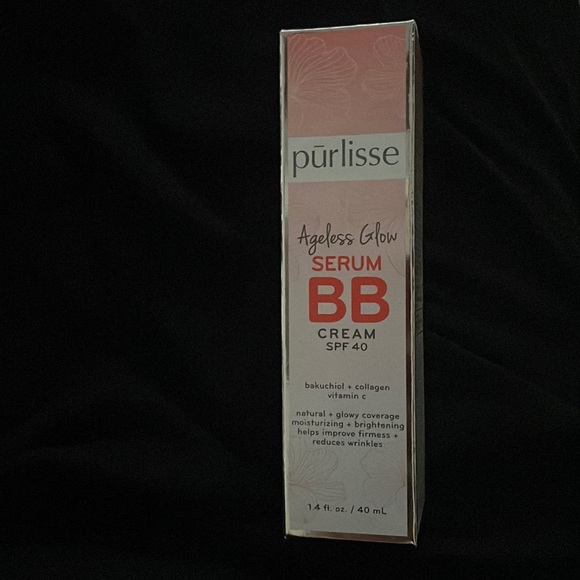 pūrlisse
Ageless Glow
SERUM
BB
CREAM
SPF 40
bakuchiol + collagen
vitamin c
natural + glowy coverage
moisturizing + brightening
helps improve firmess +
reduces wrinkles
1.4 fl. oz. / 40 mL